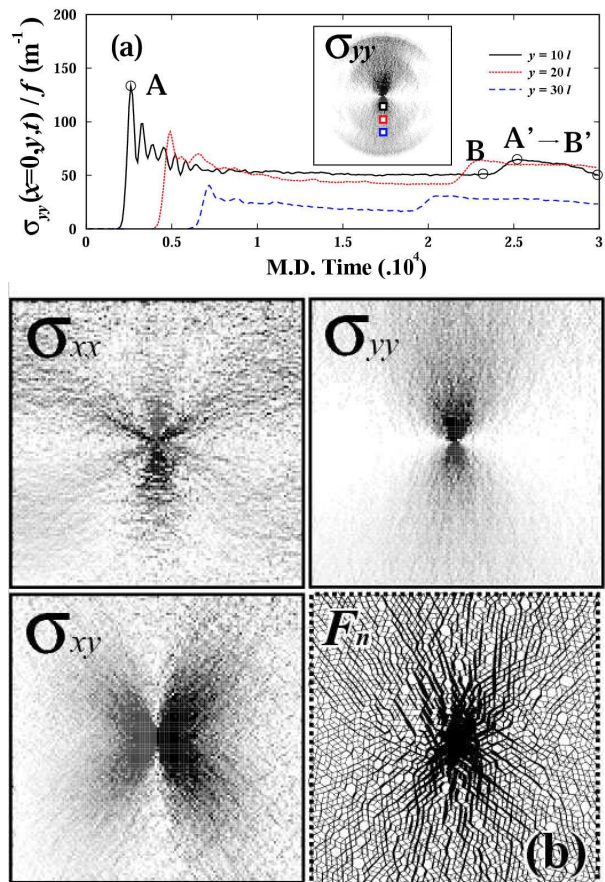 (a)
σyy
y = 10 l
y = 20 l
y = 30 l
A
B
A' → B'
σyy(x=0,y,t) / f (m⁻¹)
200
150
100
50
0
0
0.5
1
1.5
2
2.5
3
M.D. Time (.10⁴)
σxx
σyy
σxy
Fn
(b)